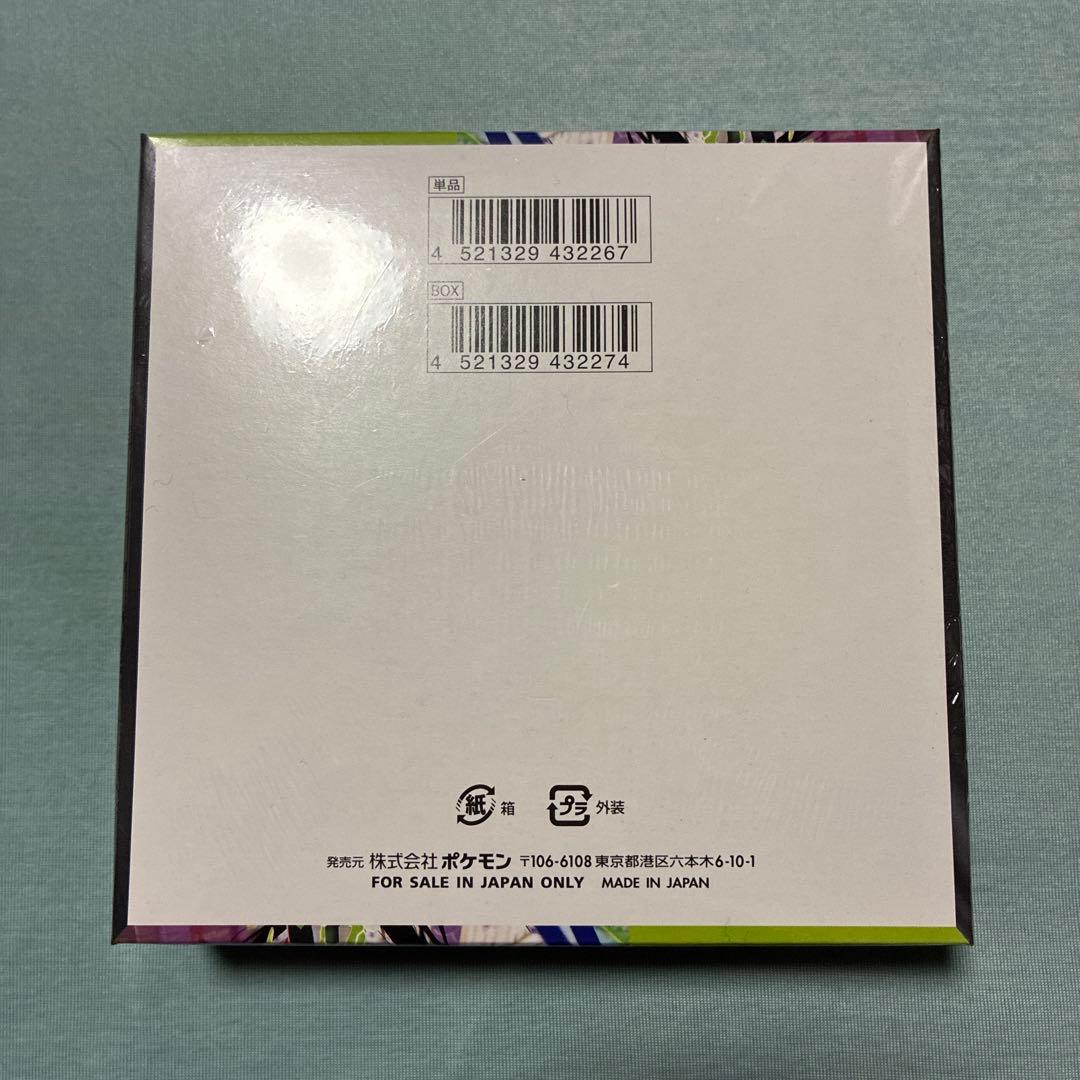 単品
4 521329 432267
BOX
4 521329 432274
紙 箱 プラ 外装
発売元 株式会社ポケモン 〒106-6108 東京都港区六本木6-10-1
FOR SALE IN JAPAN ONLY MADE IN JAPAN